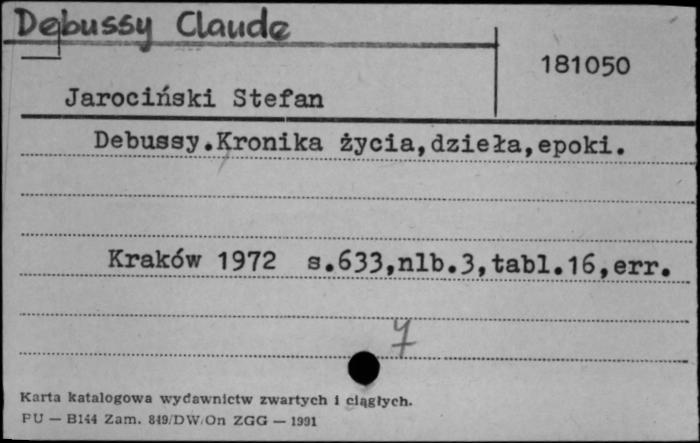 Debussy Claude
181050
Jarociński Stefan
Debussy.Kronika życia,dzieła,epoki.
Kraków 1972 s.633,nlb.3,tabl.16,err.
7
Karta katalogowa wydawnictw zwartych i ciągłych.
PU — B144 Zam. 849/DW/On ZGG — 1991